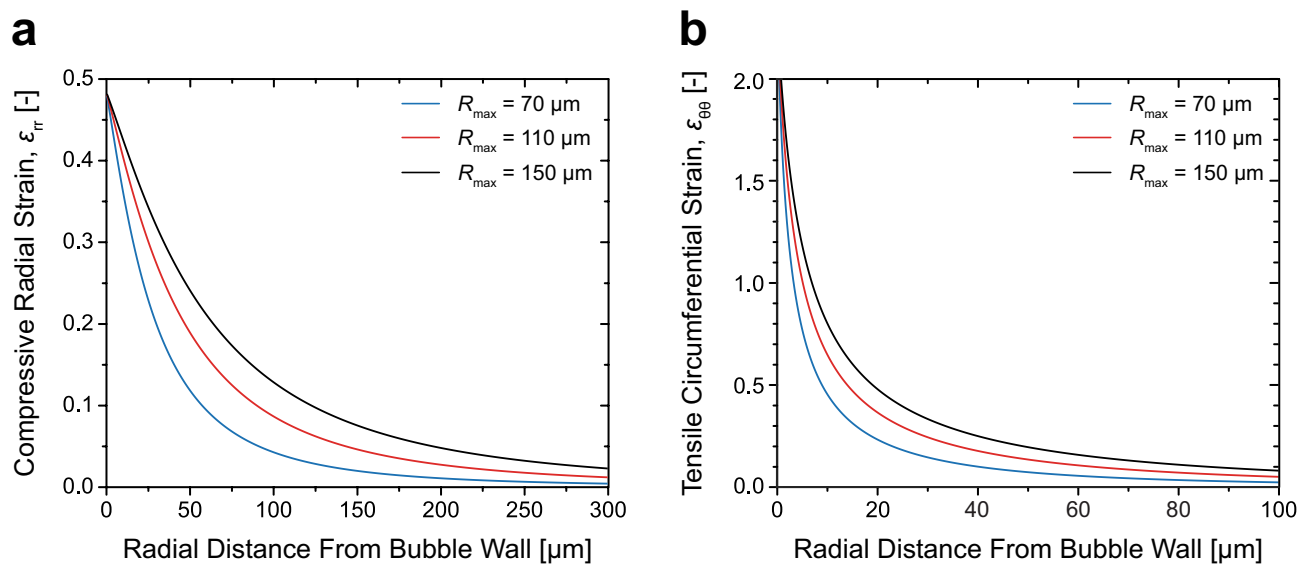 a
Compressive Radial Strain, εrr [-]
0.5
0.4
0.3
0.2
0.1
0.0
Rmax = 70 µm
Rmax = 110 µm
Rmax = 150 µm
0 50 100 150 200 250 300
Radial Distance From Bubble Wall [µm]
b
Tensile Circumferential Strain, εθθ [-]
2.0
1.5
1.0
0.5
0.0
Rmax = 70 µm
Rmax = 110 µm
Rmax = 150 µm
0 20 40 60 80 100
Radial Distance From Bubble Wall [µm]